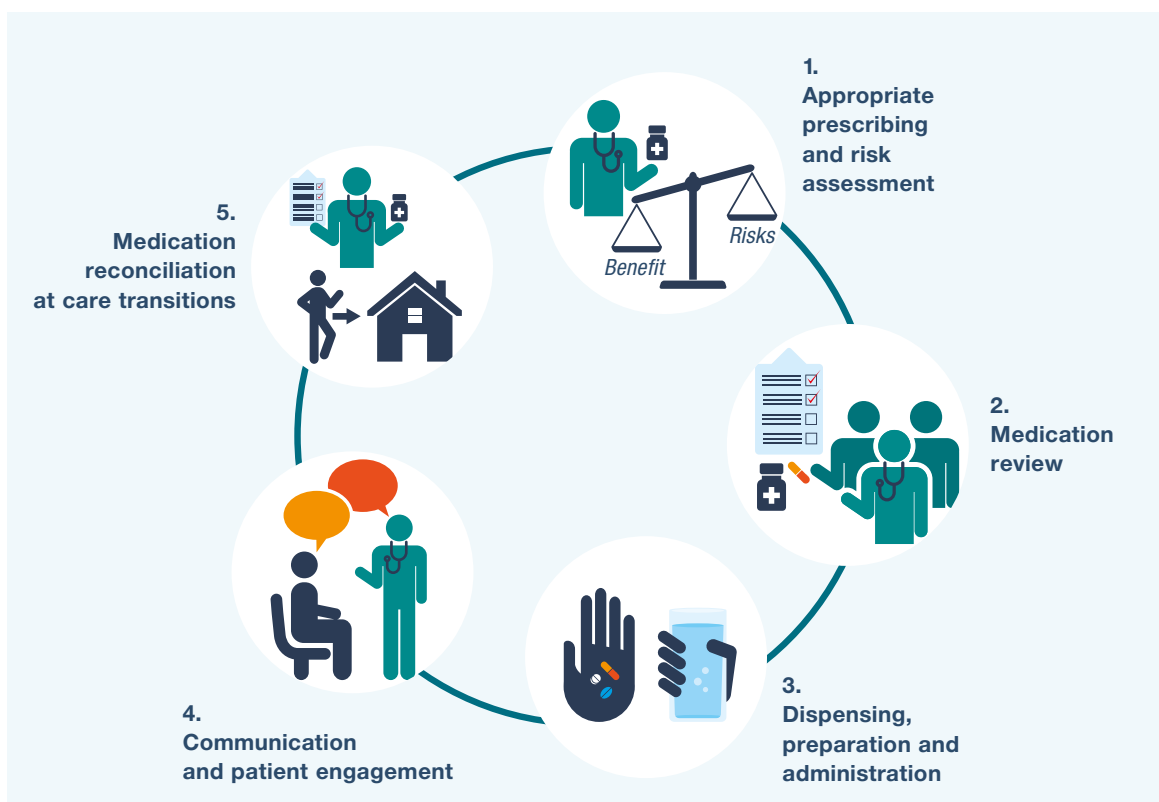 1.
Appropriate
prescribing
and risk
assessment
Risks
Benefit
2.
Medication
review
3.
Dispensing,
preparation and
administration
4.
Communication
and patient engagement
5.
Medication
reconciliation
at care transitions